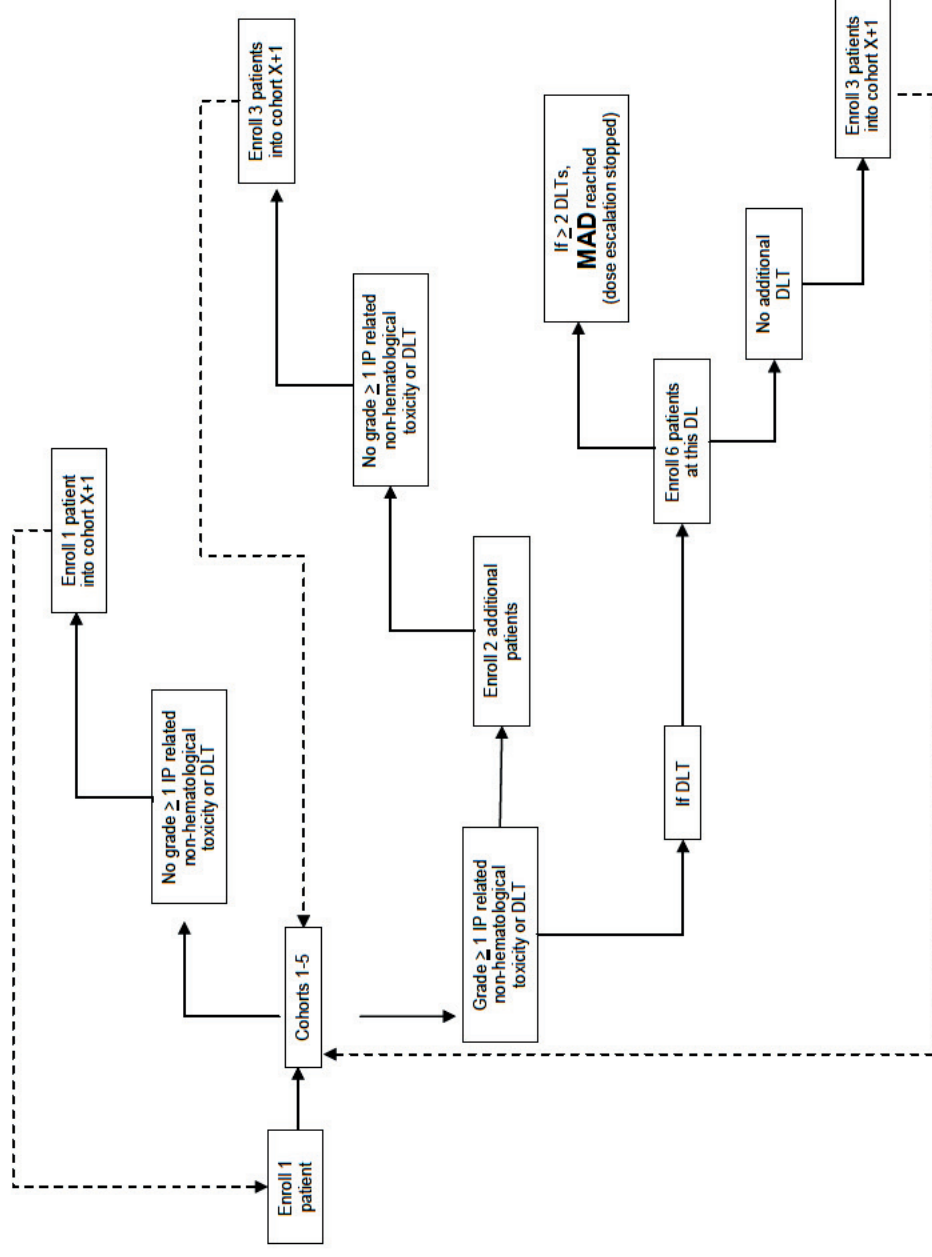 Enroll 1
patient
Cohorts 1-5
No grade ≥ 1 IP related
non-hematological
toxicity or DLT
Enroll 1 patient
into cohort X+1
Grade ≥ 1 IP related
non-hematological
toxicity or DLT
Enroll 2 additional
patients
No grade ≥ 1 IP related
non-hematological
toxicity or DLT
Enroll 3 patients
into cohort X+1
If DLT
Enroll 6 patients
at this DL
If ≥ 2 DLTs,
MAD reached
(dose escalation stopped)
No additional
DLT
Enroll 3 patients
into cohort X+1